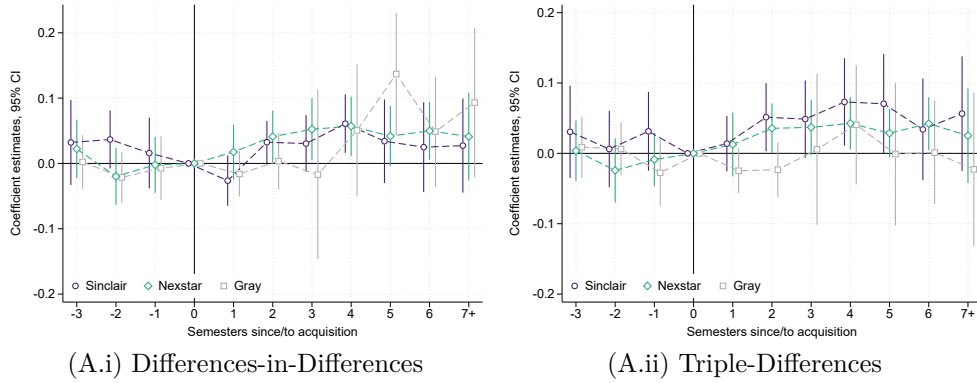 0.2
0.1
0.0
-0.1
-0.2
Coefficient estimates, 95% CI
Sinclair Nexstar Gray
-3 -2 -1 0 1 2 3 4 5 6 7+
Semesters since/to acquisition
(A.i) Differences-in-Differences
0.2
0.1
0.0
-0.1
-0.2
Coefficient estimates, 95% CI
Sinclair Nexstar Gray
-3 -2 -1 0 1 2 3 4 5 6 7+
Semesters since/to acquisition
(A.ii) Triple-Differences